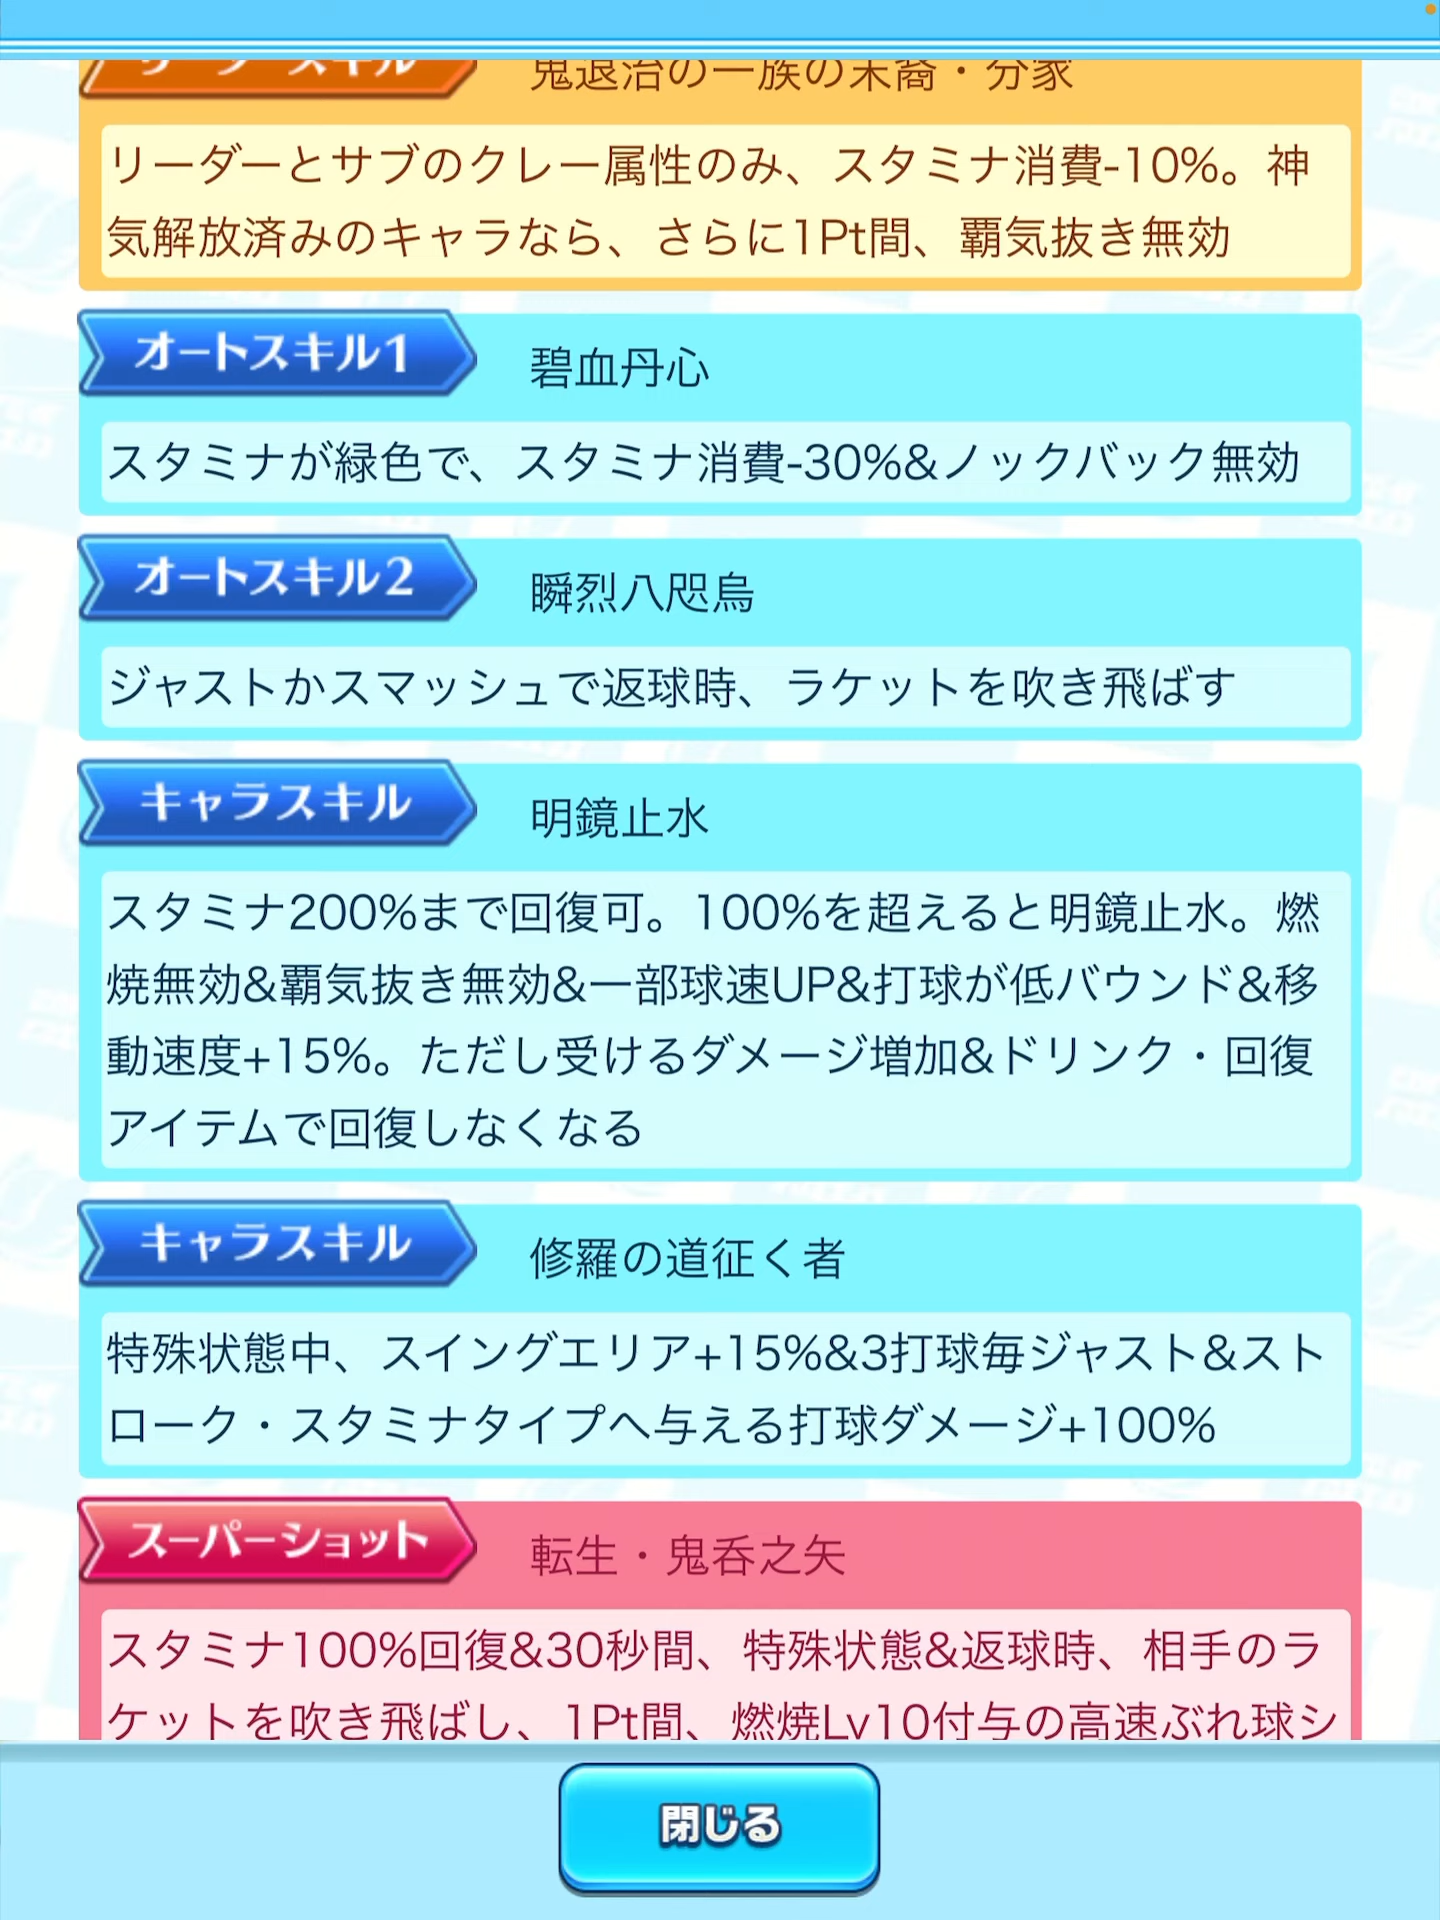 リーダースキル
鬼退治の一族の末裔・分家
リーダーとサブのクレー属性のみ、スタミナ消費-10%。神
気解放済みのキャラなら、さらに1Pt間、覇気抜き無効
オートスキル1
碧血丹心
スタミナが緑色で、スタミナ消費-30%&ノックバック無効
オートスキル2
瞬烈八咫烏
ジャストかスマッシュで返球時、ラケットを吹き飛ばす
キャラスキル
明鏡止水
スタミナ200%まで回復可。100%を超えると明鏡止水。燃
焼無効&覇気抜き無効&一部球速UP&打球が低バウンド&移
動速度+15%。ただし受けるダメージ増加&ドリンク・回復
アイテムで回復しなくなる
キャラスキル
修羅の道征く者
特殊状態中、スイングエリア+15%&3打球毎ジャスト&スト
ローク・スタミナタイプへ与える打球ダメージ+100%
スーパーショット
転生・鬼呑之矢
スタミナ100%回復&30秒間、特殊状態&返球時、相手のラ
ケットを吹き飛ばし、1Pt間、燃焼Lv10付与の高速ぶれ球シ
閉じる